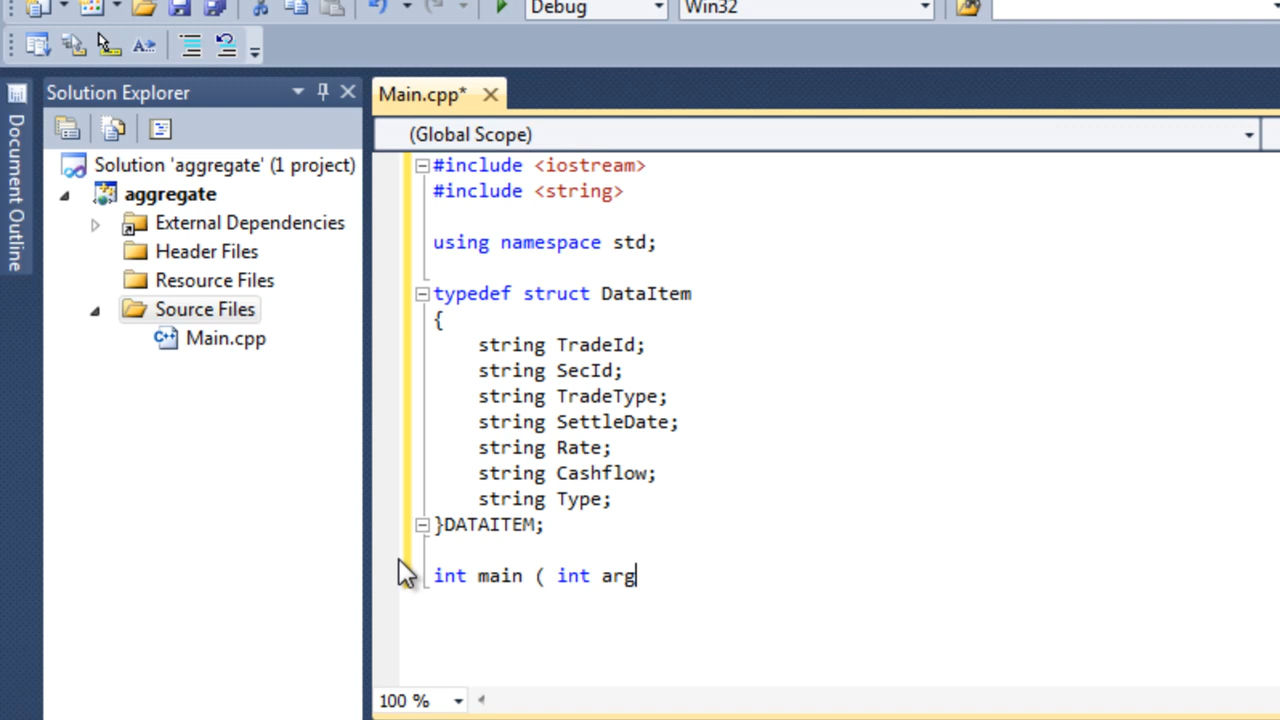 Debug
Win32
Document Outline
Solution Explorer
Solution 'aggregate' (1 project)
aggregate
External Dependencies
Header Files
Resource Files
Source Files
Main.cpp
Main.cpp*
(Global Scope)
#include <iostream>
#include <string>
using namespace std;
typedef struct DataItem
{
string TradeId;
string SecId;
string TradeType;
string SettleDate;
string Rate;
string Cashflow;
string Type;
}DATAITEM;
int main ( int arg
100 %